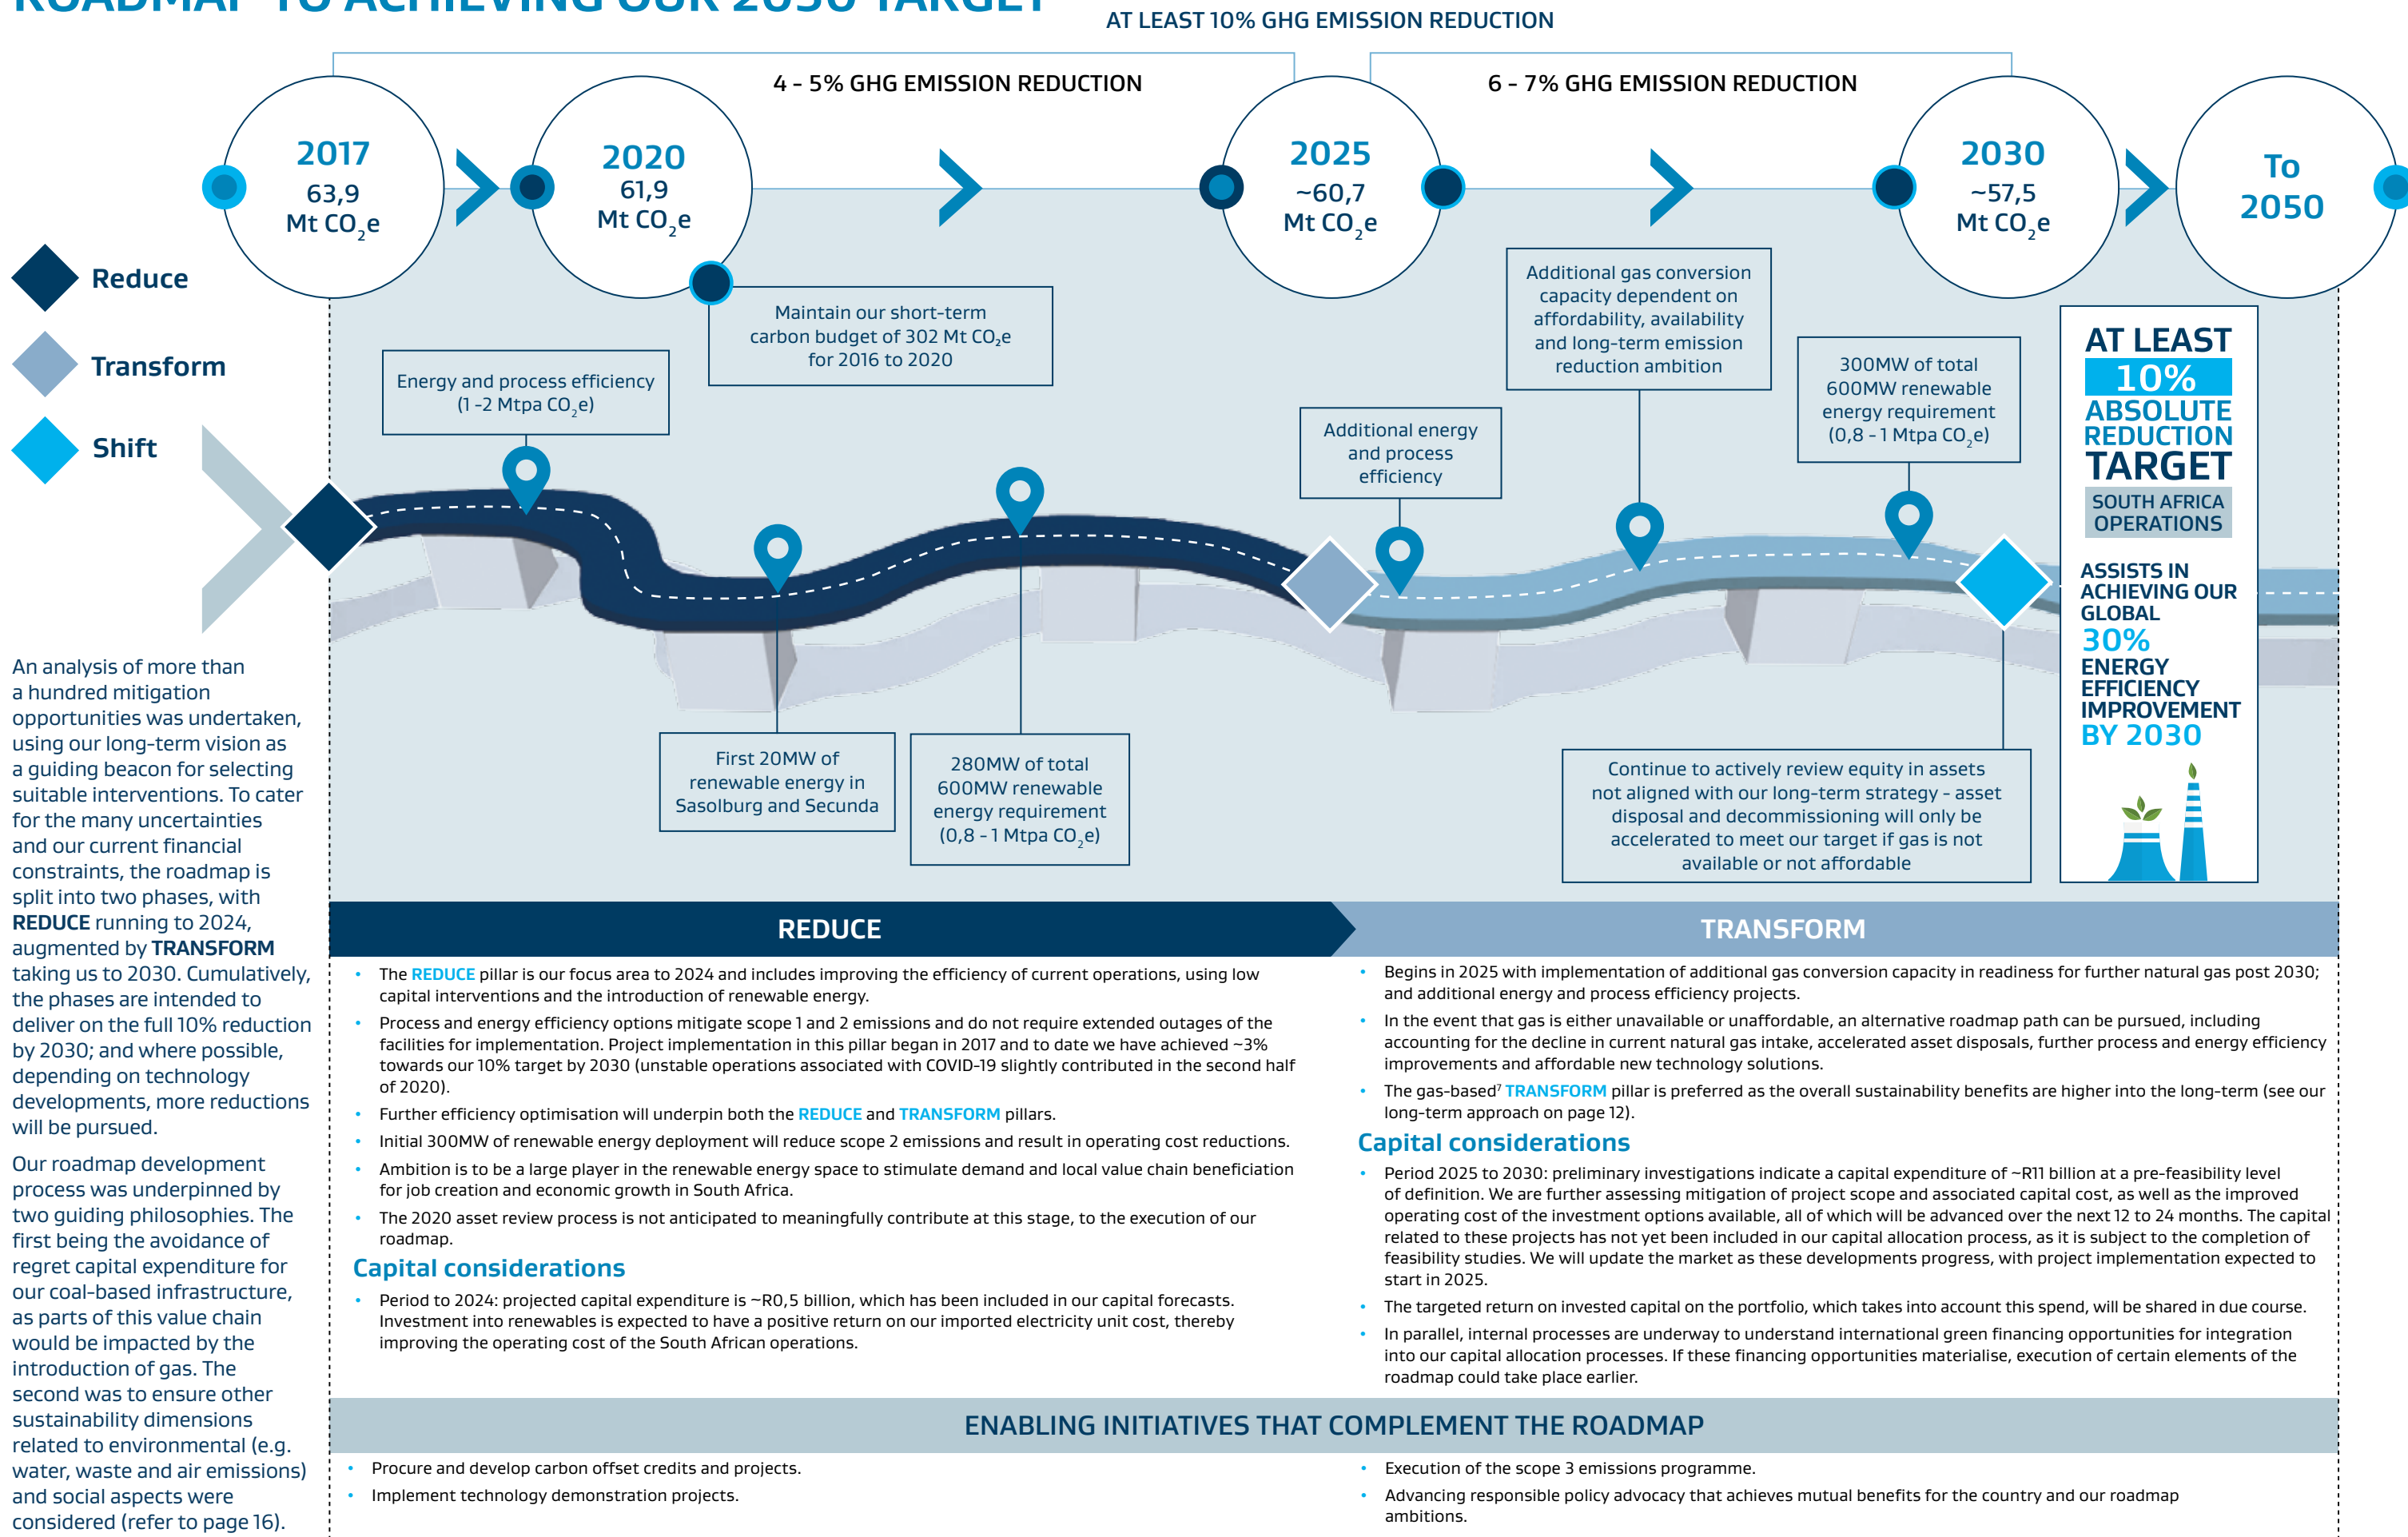 ROADMAP TO ACHIEVING OUR 2030 TARGET
AT LEAST 10% GHG EMISSION REDUCTION
4 - 5% GHG EMISSION REDUCTION
6 - 7% GHG EMISSION REDUCTION
2017
63,9
Mt CO₂e
2020
61,9
Mt CO₂e
2025
~60,7
Mt CO₂e
2030
~57,5
Mt CO₂e
To
2050
Reduce
Transform
Shift
Energy and process efficiency
(1 -2 Mtpa CO₂e)
Maintain our short-term
carbon budget of 302 Mt CO₂e
for 2016 to 2020
Additional energy
and process
efficiency
Additional gas conversion
capacity dependent on
affordability, availability
and long-term emission
reduction ambition
300MW of total
600MW renewable
energy requirement
(0,8 - 1 Mtpa CO₂e)
First 20MW of
renewable energy in
Sasolburg and Secunda
280MW of total
600MW renewable
energy requirement
(0,8 - 1 Mtpa CO₂e)
Continue to actively review equity in assets
not aligned with our long-term strategy - asset
disposal and decommissioning will only be
accelerated to meet our target if gas is not
available or not affordable
AT LEAST
10%
ABSOLUTE
REDUCTION
TARGET
SOUTH AFRICA
OPERATIONS
ASSISTS IN
ACHIEVING OUR
GLOBAL
30%
ENERGY
EFFICIENCY
IMPROVEMENT
BY 2030
An analysis of more than
a hundred mitigation
opportunities was undertaken,
using our long-term vision as
a guiding beacon for selecting
suitable interventions. To cater
for the many uncertainties
and our current financial
constraints, the roadmap is
split into two phases, with
REDUCE running to 2024,
augmented by TRANSFORM
taking us to 2030. Cumulatively,
the phases are intended to
deliver on the full 10% reduction
by 2030; and where possible,
depending on technology
developments, more reductions
will be pursued.
Our roadmap development
process was underpinned by
two guiding philosophies. The
first being the avoidance of
regret capital expenditure for
our coal-based infrastructure,
as parts of this value chain
would be impacted by the
introduction of gas. The
second was to ensure other
sustainability dimensions
related to environmental (e.g.
water, waste and air emissions)
and social aspects were
considered (refer to page 16).
REDUCE
• The REDUCE pillar is our focus area to 2024 and includes improving the efficiency of current operations, using low
capital interventions and the introduction of renewable energy.
• Process and energy efficiency options mitigate scope 1 and 2 emissions and do not require extended outages of the
facilities for implementation. Project implementation in this pillar began in 2017 and to date we have achieved ~3%
towards our 10% target by 2030 (unstable operations associated with COVID-19 slightly contributed in the second half
of 2020).
• Further efficiency optimisation will underpin both the REDUCE and TRANSFORM pillars.
• Initial 300MW of renewable energy deployment will reduce scope 2 emissions and result in operating cost reductions.
• Ambition is to be a large player in the renewable energy space to stimulate demand and local value chain beneficiation
for job creation and economic growth in South Africa.
• The 2020 asset review process is not anticipated to meaningfully contribute at this stage, to the execution of our
roadmap.
Capital considerations
• Period to 2024: projected capital expenditure is ~R0,5 billion, which has been included in our capital forecasts.
Investment into renewables is expected to have a positive return on our imported electricity unit cost, thereby
improving the operating cost of the South African operations.
TRANSFORM
• Begins in 2025 with implementation of additional gas conversion capacity in readiness for further natural gas post 2030;
and additional energy and process efficiency projects.
• In the event that gas is either unavailable or unaffordable, an alternative roadmap path can be pursued, including
accounting for the decline in current natural gas intake, accelerated asset disposals, further process and energy efficiency
improvements and affordable new technology solutions.
• The gas-based⁷ TRANSFORM pillar is preferred as the overall sustainability benefits are higher into the long-term (see our
long-term approach on page 12).
Capital considerations
• Period 2025 to 2030: preliminary investigations indicate a capital expenditure of ~R11 billion at a pre-feasibility level
of definition. We are further assessing mitigation of project scope and associated capital cost, as well as the improved
operating cost of the investment options available, all of which will be advanced over the next 12 to 24 months. The capital
related to these projects has not yet been included in our capital allocation process, as it is subject to the completion of
feasibility studies. We will update the market as these developments progress, with project implementation expected to
start in 2025.
• The targeted return on invested capital on the portfolio, which takes into account this spend, will be shared in due course.
• In parallel, internal processes are underway to understand international green financing opportunities for integration
into our capital allocation processes. If these financing opportunities materialise, execution of certain elements of the
roadmap could take place earlier.
ENABLING INITIATIVES THAT COMPLEMENT THE ROADMAP
• Procure and develop carbon offset credits and projects.
• Implement technology demonstration projects.
• Execution of the scope 3 emissions programme.
• Advancing responsible policy advocacy that achieves mutual benefits for the country and our roadmap
ambitions.